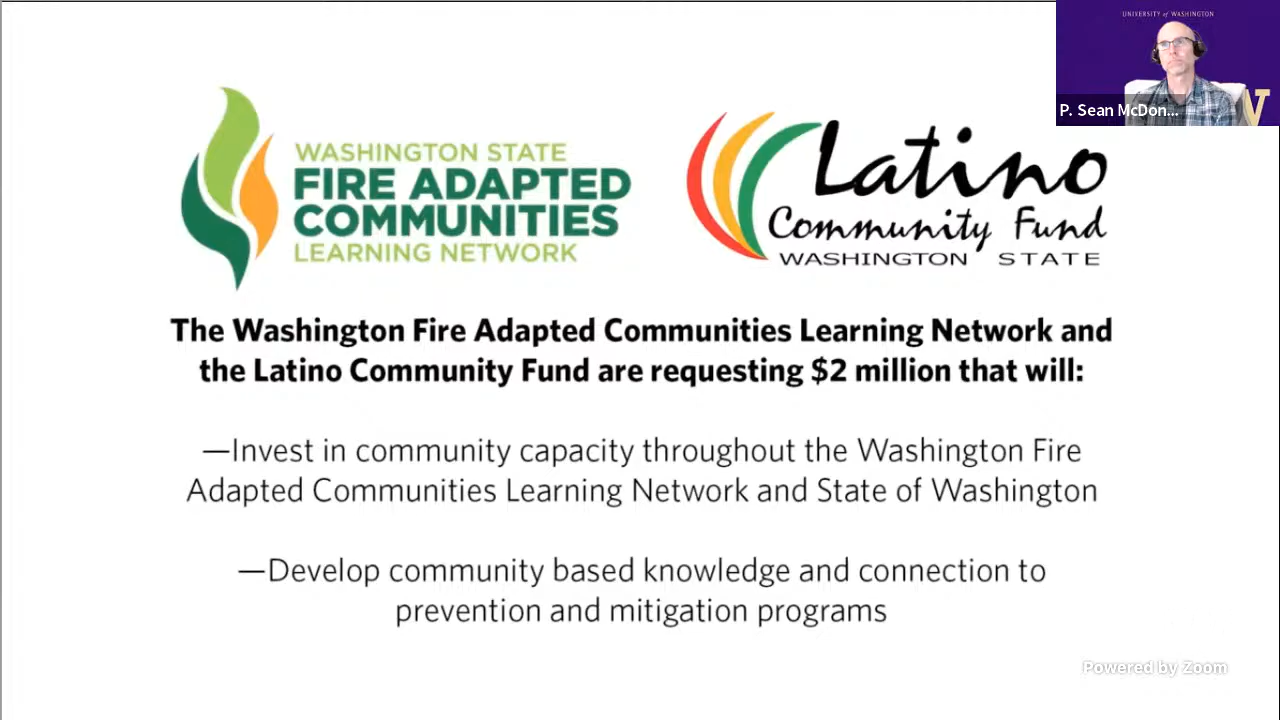 UNIVERSITY of WASHINGTON
P. Sean McDon...
WASHINGTON STATE
FIRE ADAPTED
COMMUNITIES
LEARNING NETWORK
Latino
Community Fund
WASHINGTON STATE
The Washington Fire Adapted Communities Learning Network and
the Latino Community Fund are requesting $2 million that will:
—Invest in community capacity throughout the Washington Fire
Adapted Communities Learning Network and State of Washington
—Develop community based knowledge and connection to
prevention and mitigation programs
Powered by Zoom